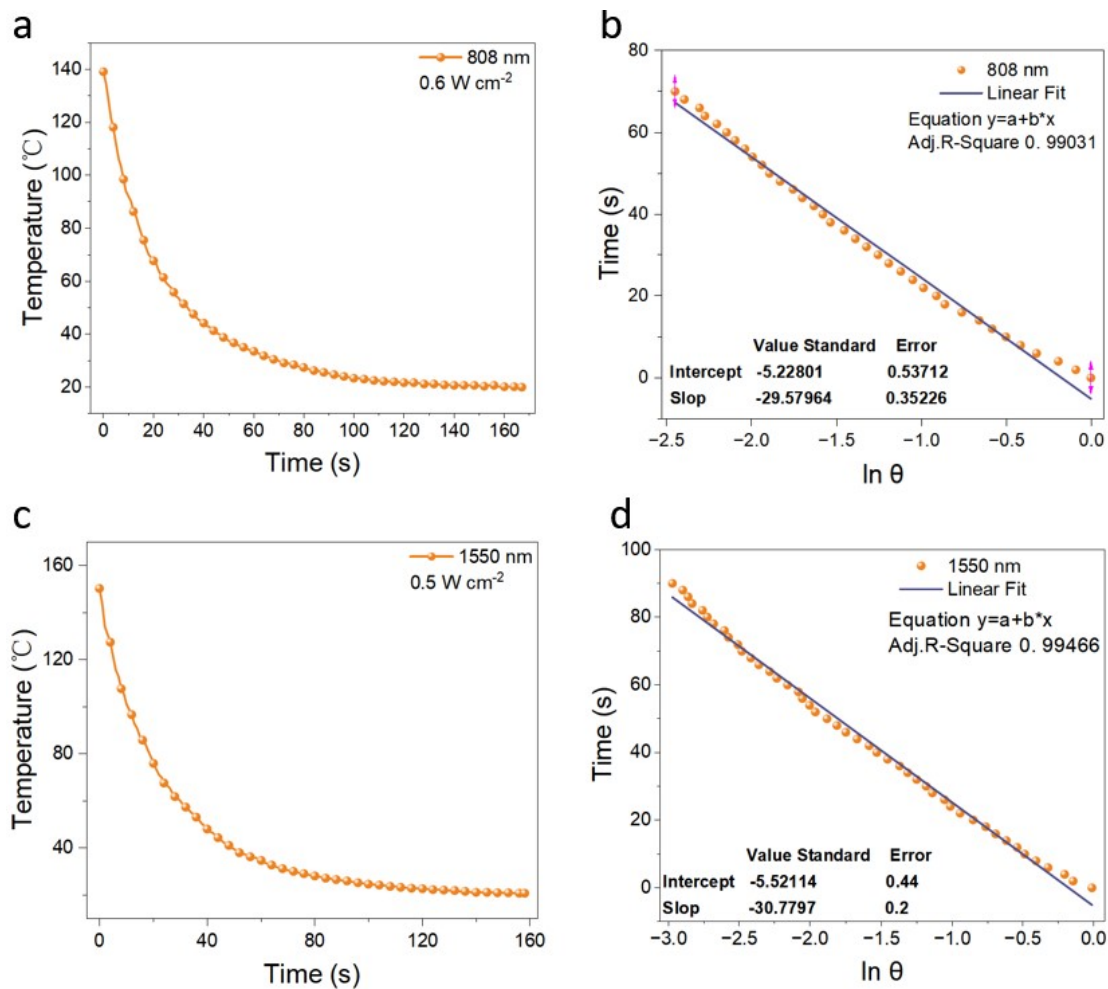 a
808 nm
0.6 W cm⁻²
140
120
100
80
60
40
20
0 20 40 60 80 100 120 140 160
Temperature (℃)
Time (s)
b
808 nm
Linear Fit
Equation y=a+b*x
Adj.R-Square 0. 99031
Value Standard Error
Intercept -5.22801 0.53712
Slop -29.57964 0.35226
80
60
40
20
0
−2.5 −2.0 −1.5 −1.0 −0.5 0.0
Time (s)
ln θ
c
1550 nm
0.5 W cm⁻²
160
120
80
40
0 40 80 120 160
Temperature (℃)
Time (s)
d
1550 nm
Linear Fit
Equation y=a+b*x
Adj.R-Square 0. 99466
Value Standard Error
Intercept -5.52114 0.44
Slop -30.7797 0.2
100
80
60
40
20
0
−3.0 −2.5 −2.0 −1.5 −1.0 −0.5 0.0
Time (s)
ln θ